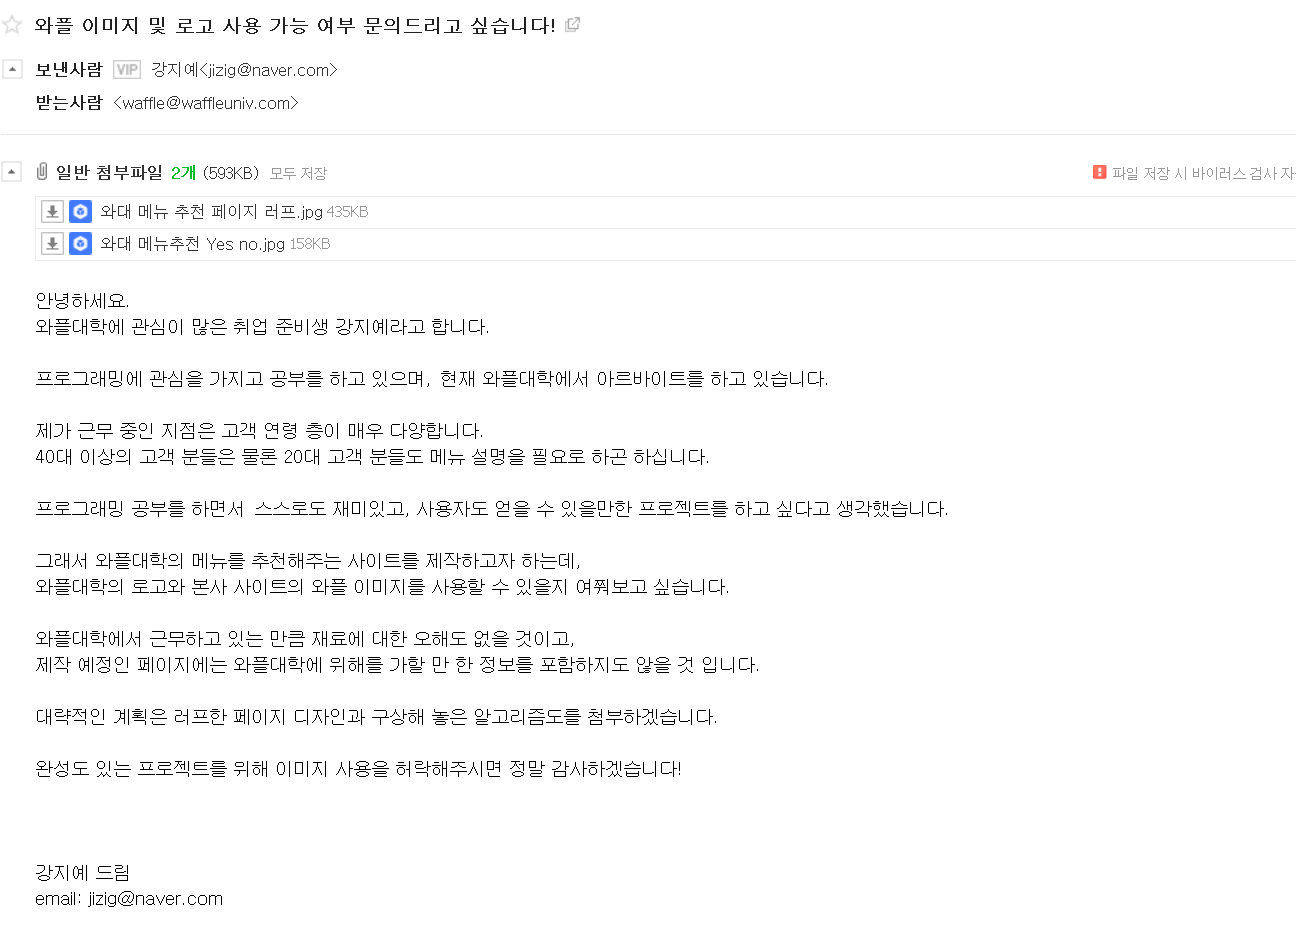 와플 이미지 및 로고 사용 가능 여부 문의드리고 싶습니다!
보낸사람 VIP 강지예<jizig@naver.com>
받는사람 <waffle@waffleuniv.com>
일반 첨부파일 2개 (593KB) 모두 저장
파일 저장 시 바이러스 검사 자
와대 메뉴 추천 페이지 러프.jpg 435KB
와대 메뉴추천 Yes no.jpg 158KB
안녕하세요.
와플대학에 관심이 많은 취업 준비생 강지예라고 합니다.
프로그래밍에 관심을 가지고 공부를 하고 있으며, 현재 와플대학에서 아르바이트를 하고 있습니다.
제가 근무 중인 지점은 고객 연령 층이 매우 다양합니다.
40대 이상의 고객 분들은 물론 20대 고객 분들도 메뉴 설명을 필요로 하곤 하십니다.
프로그래밍 공부를 하면서 스스로도 재미있고, 사용자도 얻을 수 있을만한 프로젝트를 하고 싶다고 생각했습니다.
그래서 와플대학의 메뉴를 추천해주는 사이트를 제작하고자 하는데,
와플대학의 로고와 본사 사이트의 와플 이미지를 사용할 수 있을지 여쭤보고 싶습니다.
와플대학에서 근무하고 있는 만큼 재료에 대한 오해도 없을 것이고,
제작 예정인 페이지에는 와플대학에 위해를 가할 만 한 정보를 포함하지도 않을 것 입니다.
대략적인 계획은 러프한 페이지 디자인과 구상해 놓은 알고리즘도를 첨부하겠습니다.
완성도 있는 프로젝트를 위해 이미지 사용을 허락해주시면 정말 감사하겠습니다!
강지예 드림
email: jizig@naver.com